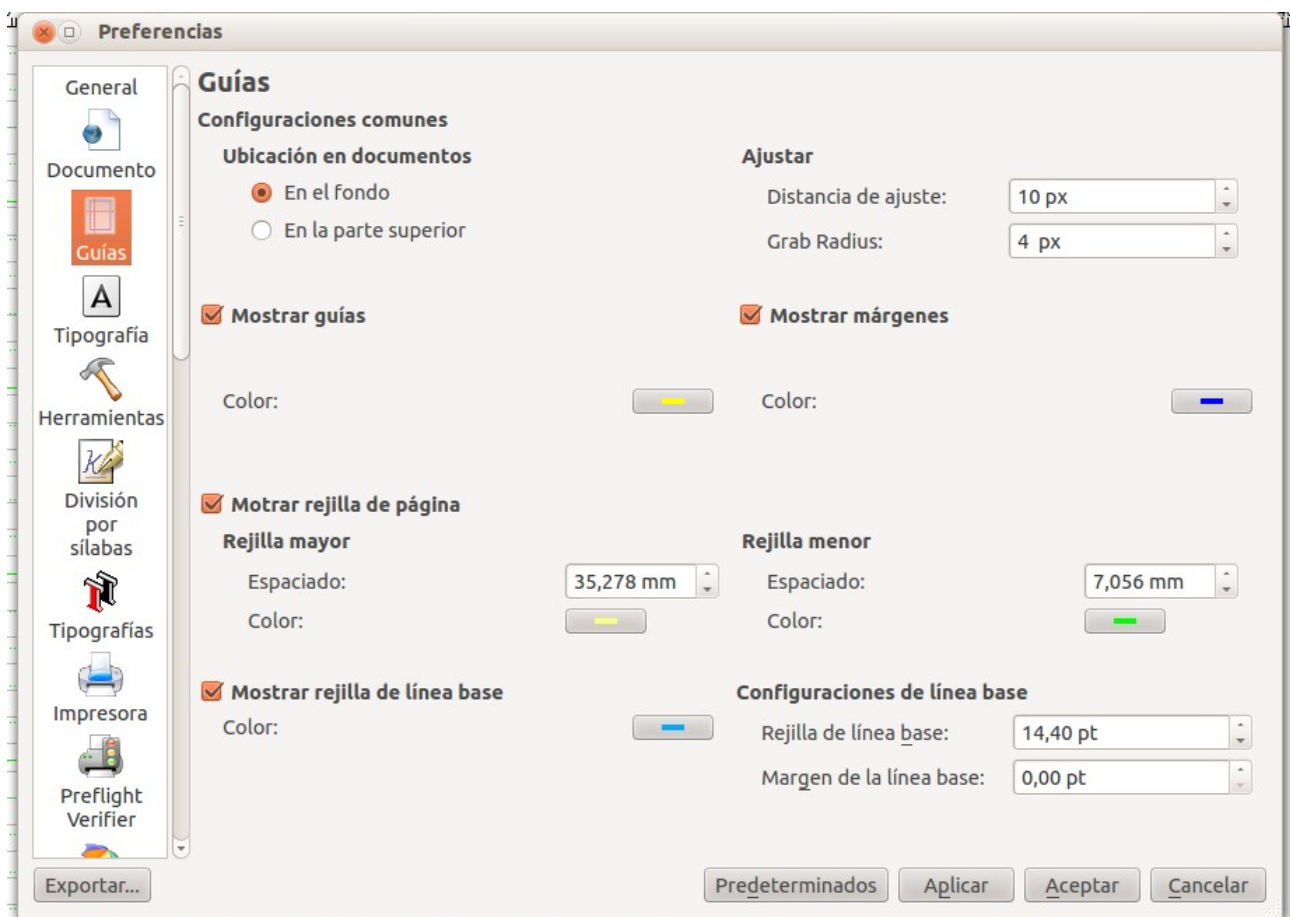 Preferencias
General
Documento
Guías
Tipografía
Herramientas
División
por
sílabas
Tipografías
Impresora
Preflight
Verifier
Exportar...
Guías
Configuraciones comunes
Ubicación en documentos
En el fondo
En la parte superior
Ajustar
Distancia de ajuste: 10 px
Grab Radius: 4 px
Mostrar guías
Color:
Mostrar márgenes
Color:
Motrar rejilla de página
Rejilla mayor
Espaciado: 35,278 mm
Color:
Rejilla menor
Espaciado: 7,056 mm
Color:
Mostrar rejilla de línea base
Color:
Configuraciones de línea base
Rejilla de línea base: 14,40 pt
Margen de la línea base: 0,00 pt
Predeterminados Aplicar Aceptar Cancelar